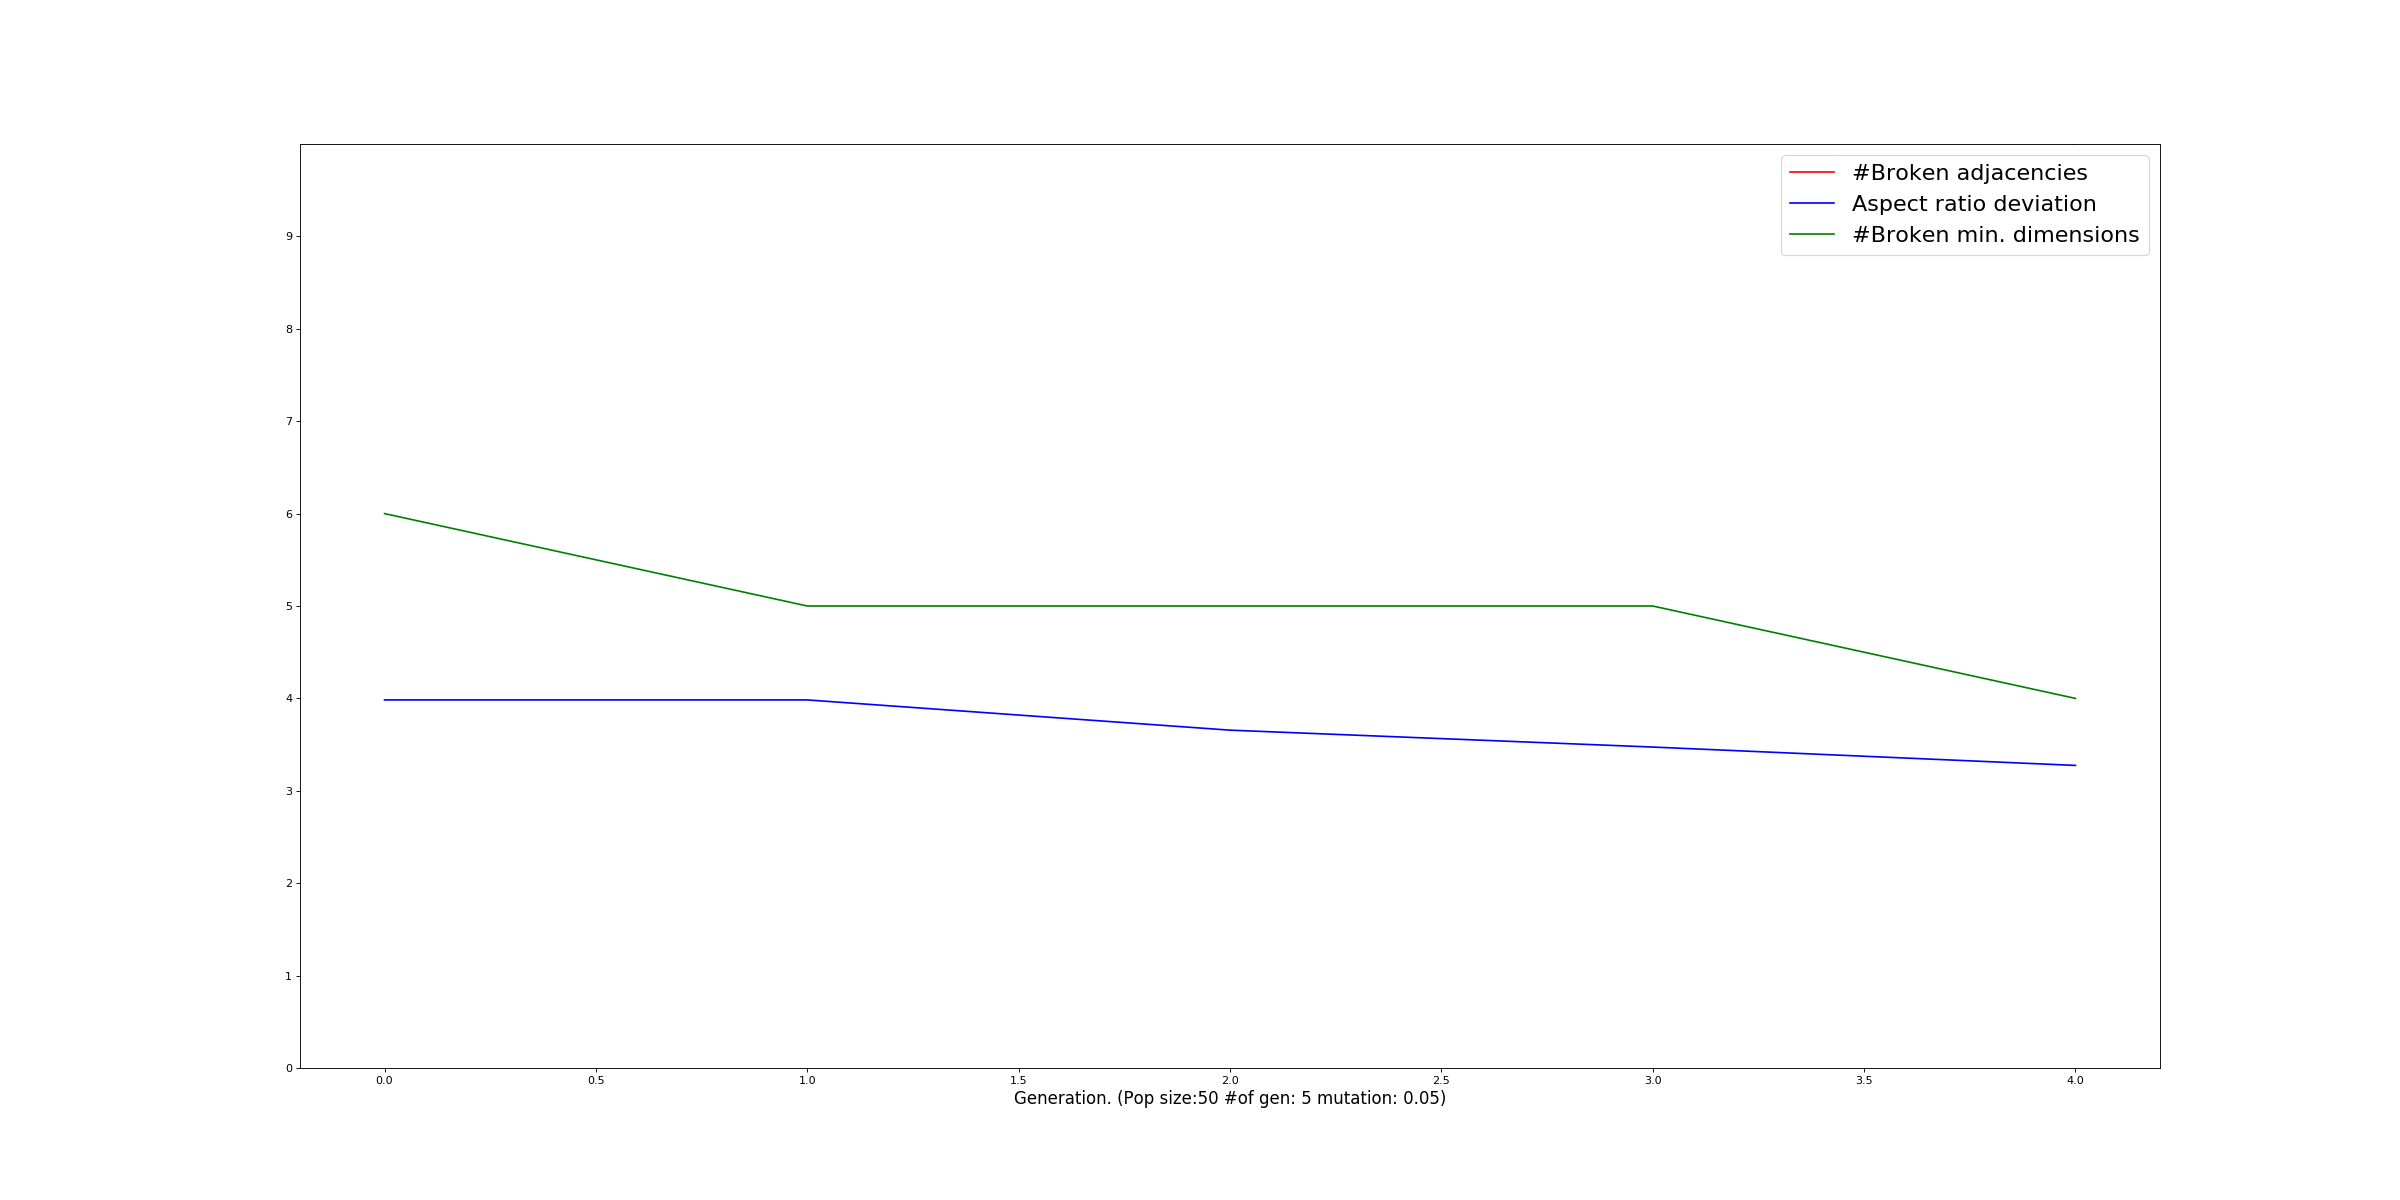 #Broken adjacencies
Aspect ratio deviation
#Broken min. dimensions
9
8
7
6
5
4
3
2
1
0
0.0 0.5 1.0 1.5 2.0 2.5 3.0 3.5 4.0
Generation. (Pop size:50 #of gen: 5 mutation: 0.05)